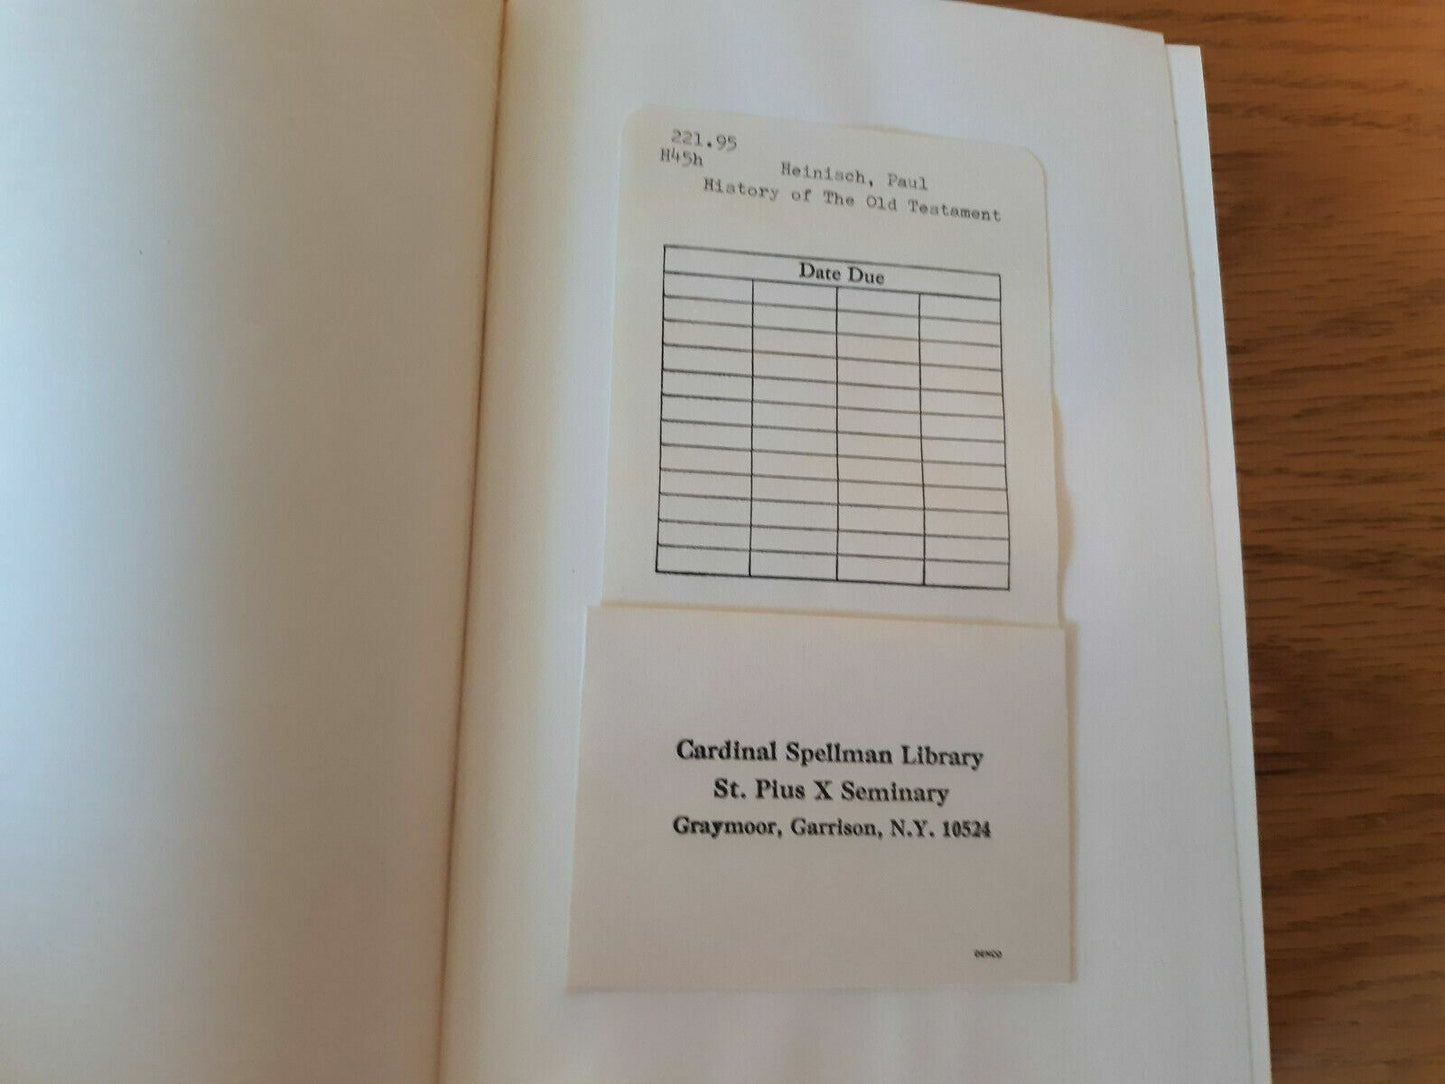 221.95
H45h
Heinisch, Paul
History of The Old Testament
Date Due
Cardinal Spellman Library
St. Pius X Seminary
Graymoor, Garrison, N.Y. 10524